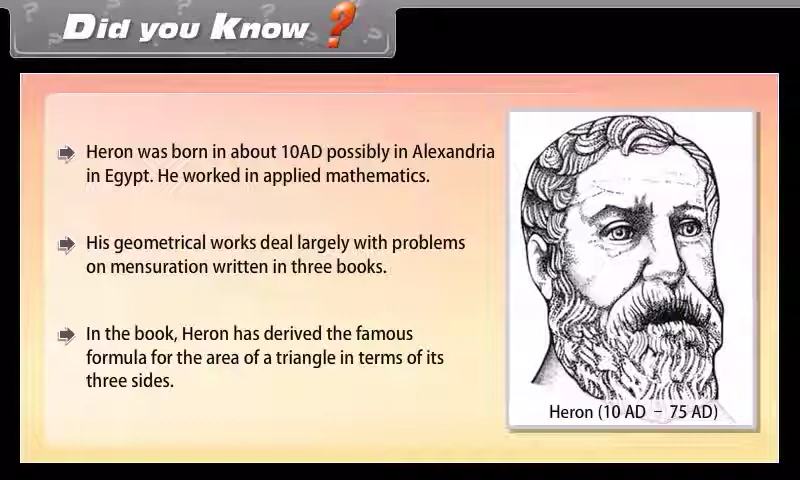 Did you Know ?
Heron was born in about 10AD possibly in Alexandria
in Egypt. He worked in applied mathematics.
His geometrical works deal largely with problems
on mensuration written in three books.
In the book, Heron has derived the famous
formula for the area of a triangle in terms of its
three sides.
Heron (10 AD – 75 AD)